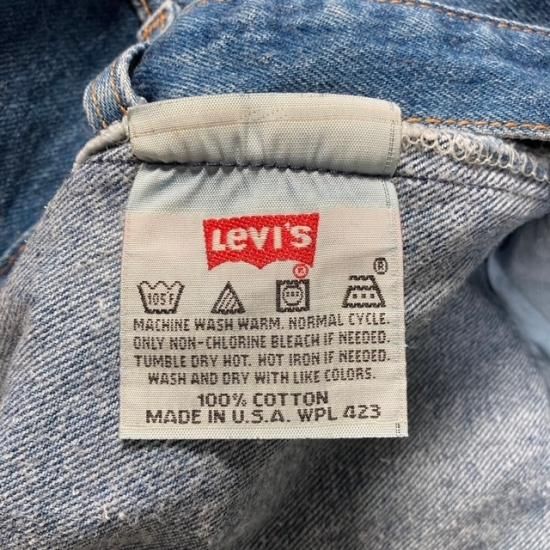 LEVI'S
®
105F
®
MACHINE WASH WARM. NORMAL CYCLE.
ONLY NON-CHLORINE BLEACH IF NEEDED.
TUMBLE DRY HOT. HOT IRON IF NEEDED.
WASH AND DRY WITH LIKE COLORS.
100% COTTON
MADE IN U.S.A. WPL 423